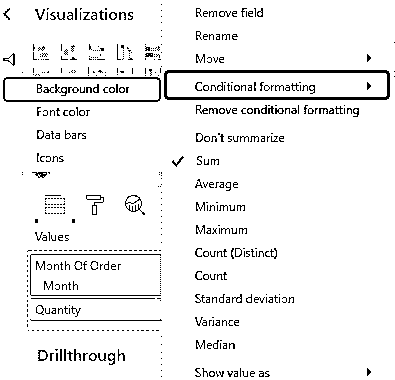 Visualizations
Background color
Font color
Data bars
Icons
Values
Month Of Order
Month
Quantity
Drillthrough
Remove field
Rename
Move
Conditional formatting
Remove conditional formatting
Don't summarize
Sum
Average
Minimum
Maximum
Count (Distinct)
Count
Standard deviation
Variance
Median
Show value as